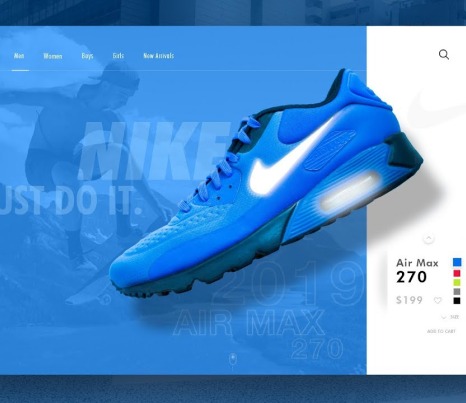 Men Women Boys Girls New Arrivals
NIKE
JUST DO IT.
Air Max
270
$199
SIZE
ADD TO CART
2019
AIR MAX
270